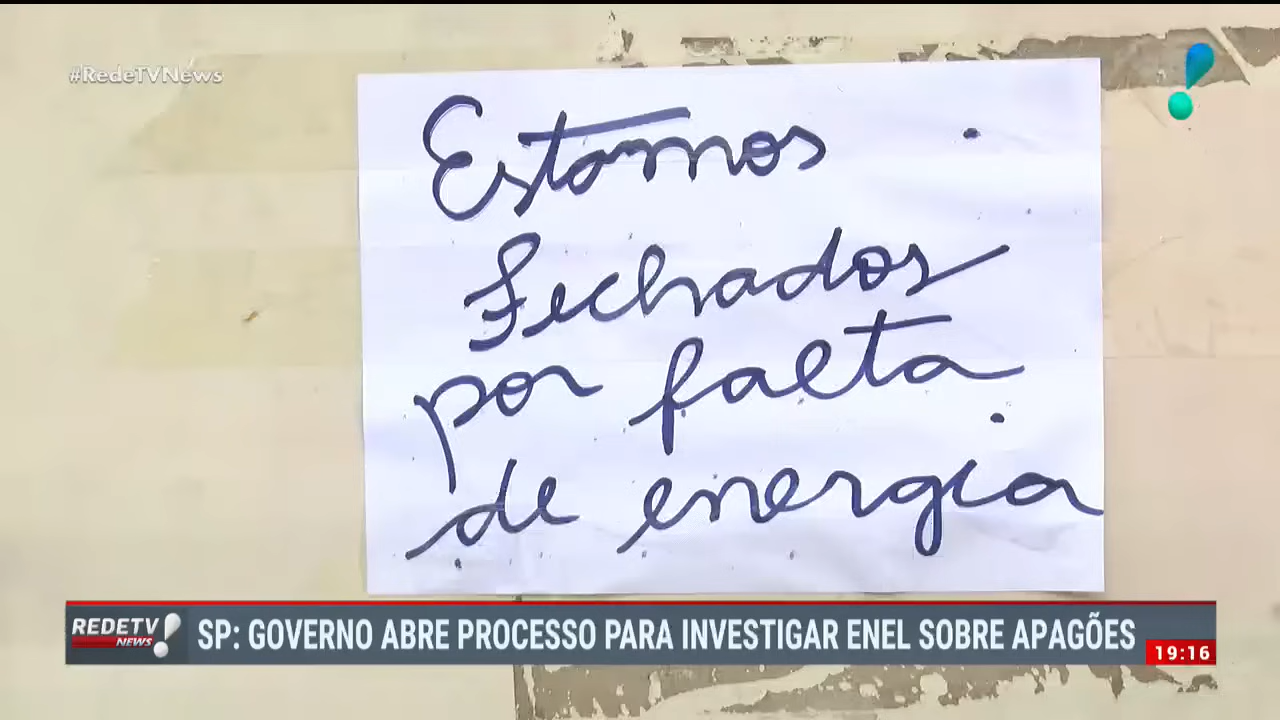 #RedeTVNews
Estamos
Fechados
por falta
de energia
REDETV!
NEWS
SP: GOVERNO ABRE PROCESSO PARA INVESTIGAR ENEL SOBRE APAGÕES
19:16